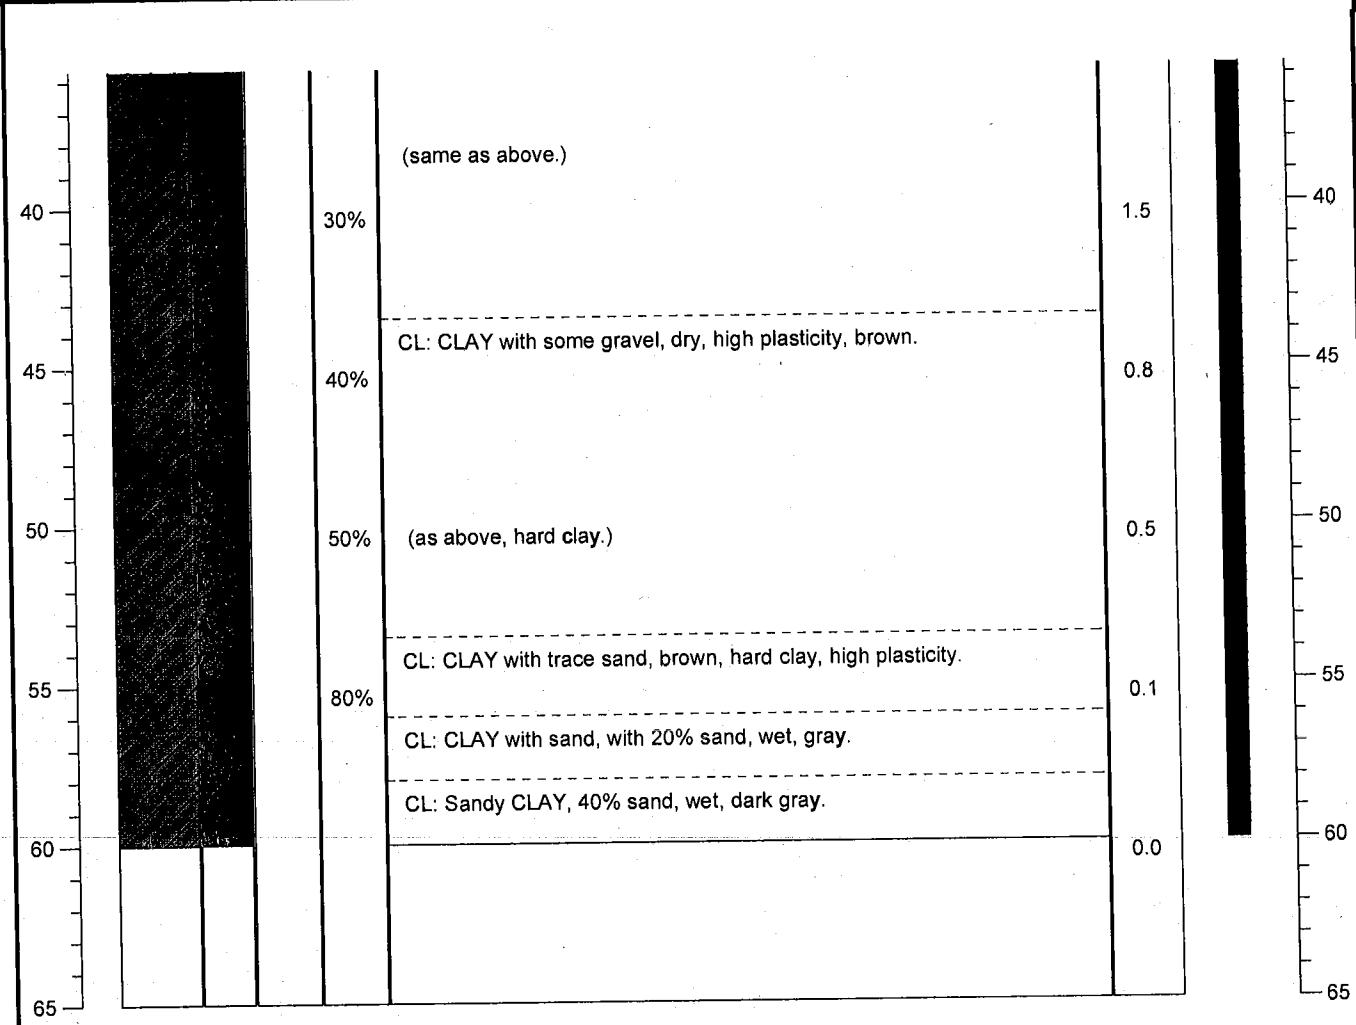 (same as above.)
40 30% 1.5 40
CL: CLAY with some gravel, dry, high plasticity, brown.
45 40% 0.8 45
50 50% (as above, hard clay.) 0.5 50
CL: CLAY with trace sand, brown, hard clay, high plasticity.
55 80% 0.1 55
CL: CLAY with sand, with 20% sand, wet, gray.
CL: Sandy CLAY, 40% sand, wet, dark gray.
60 0.0 60
65 65